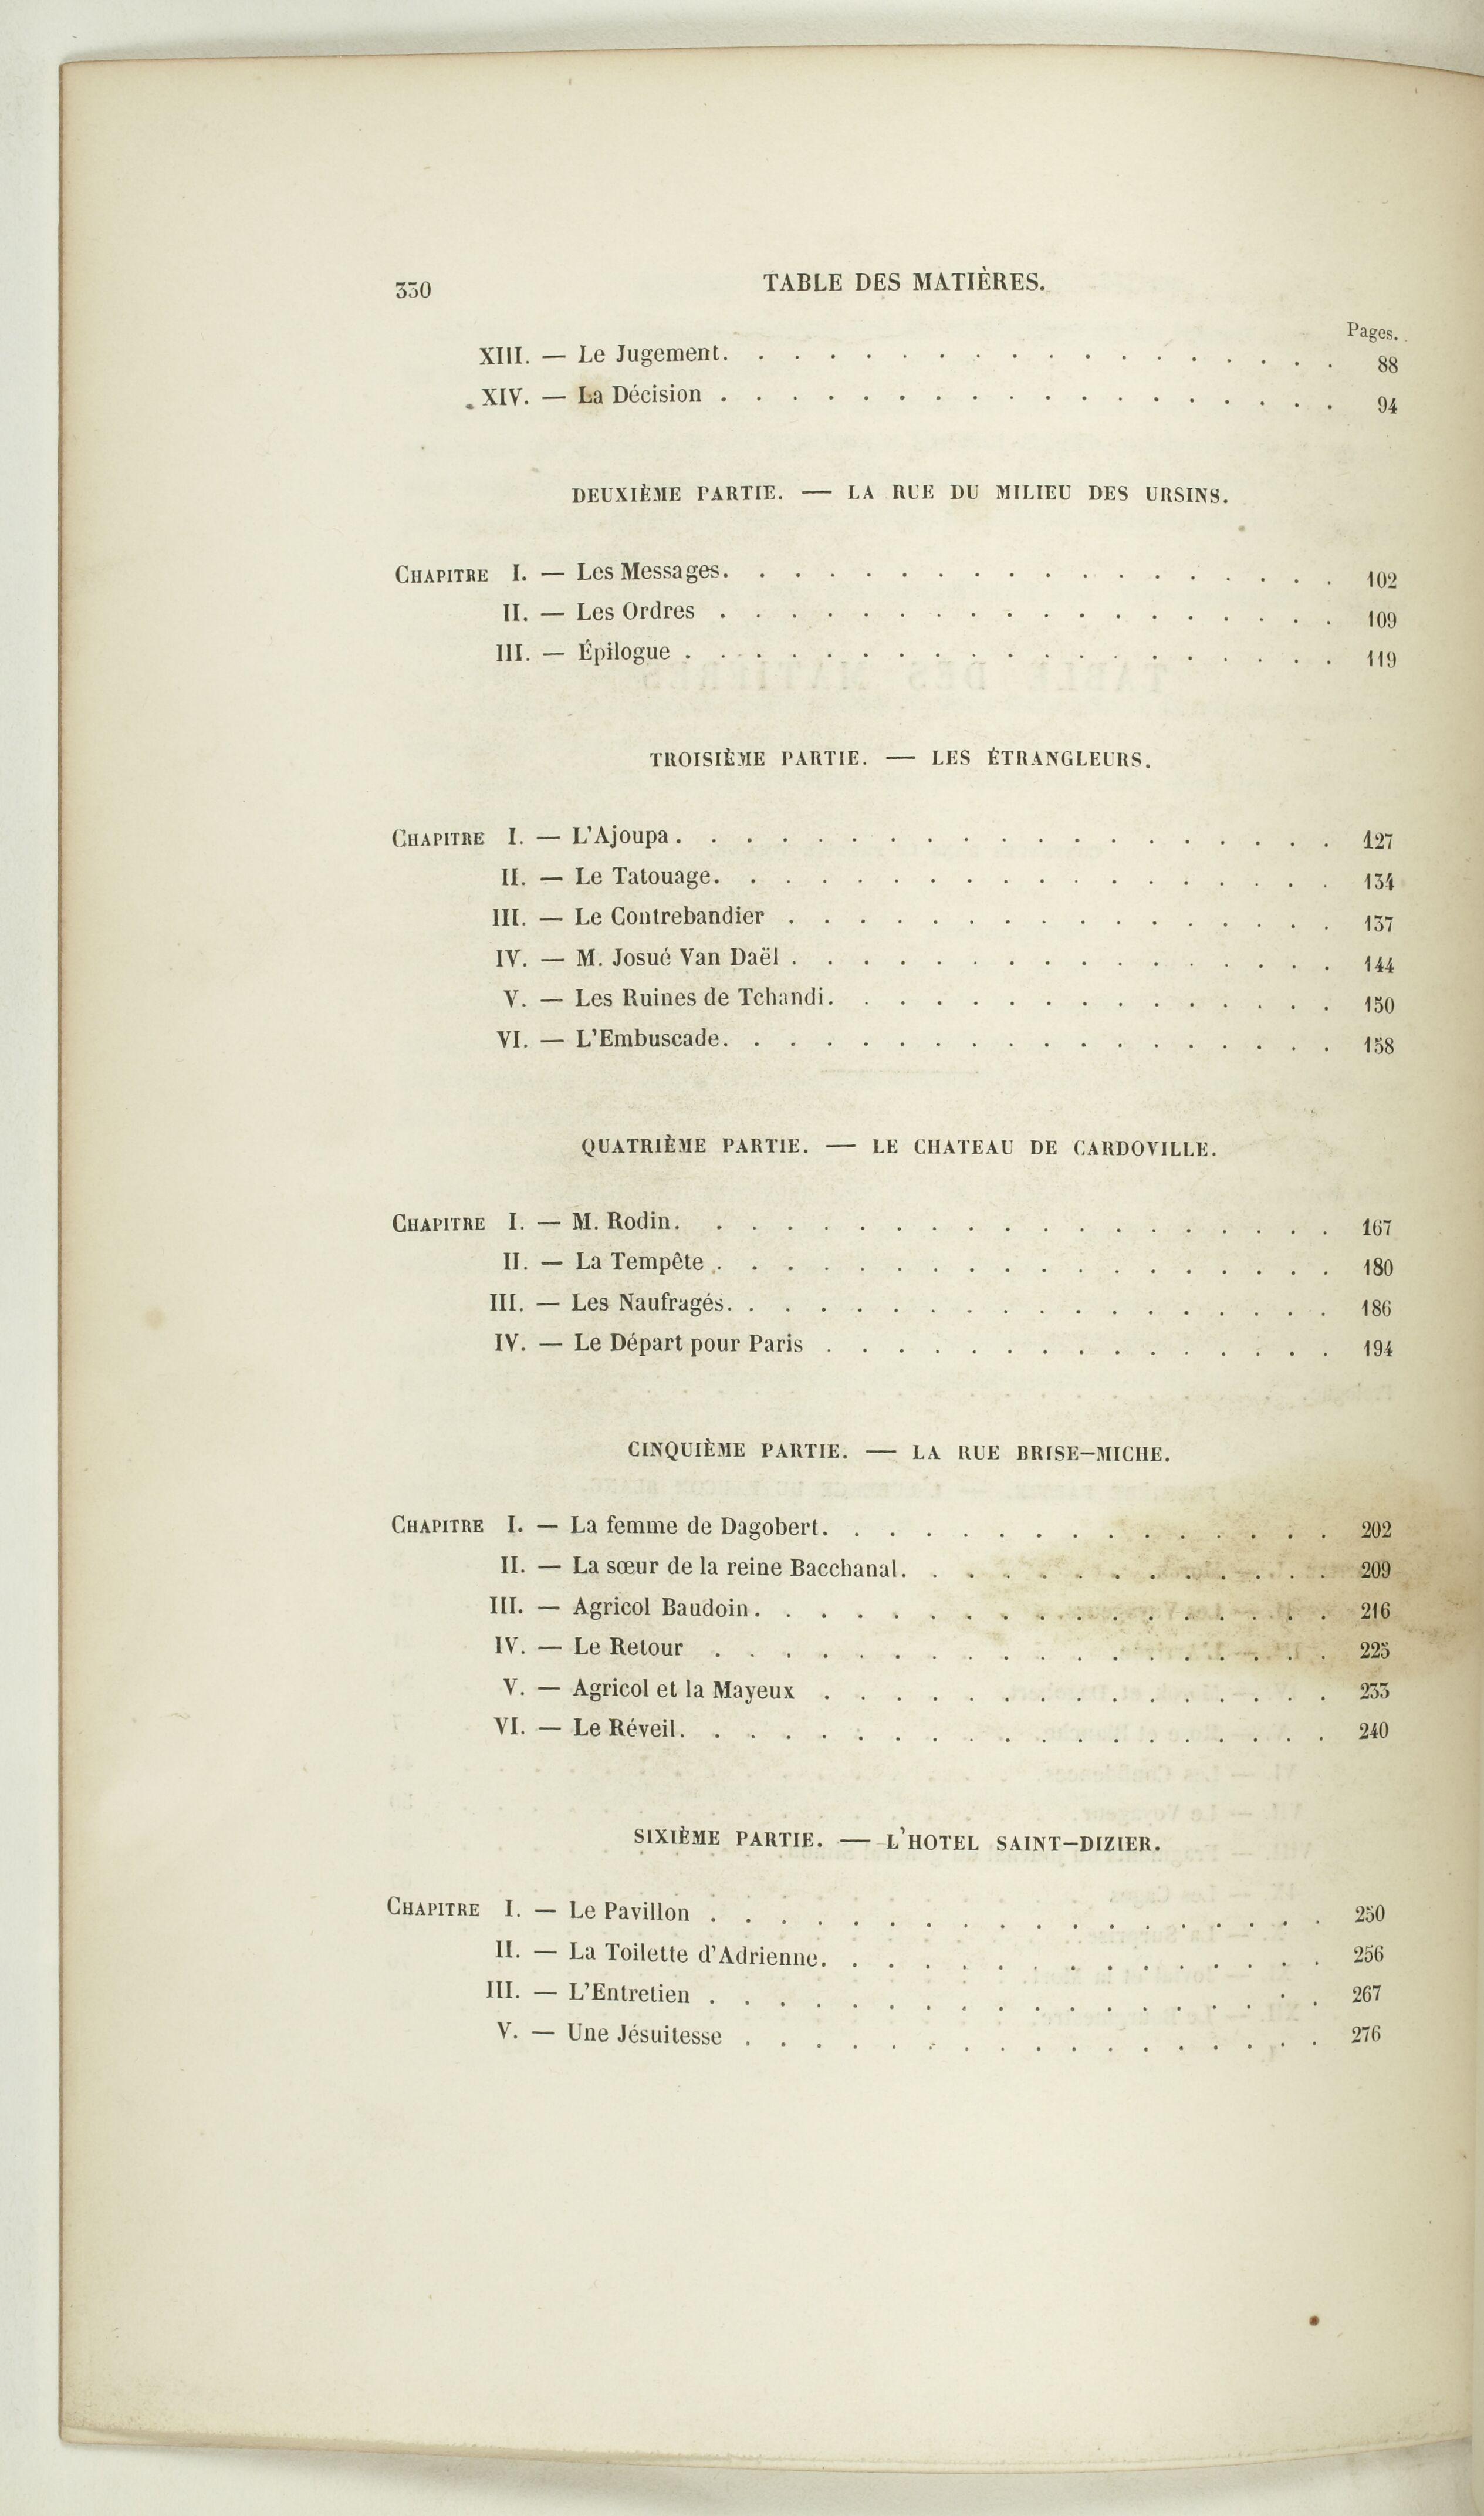 330 TABLE DES MATIÈRES.
Pages.
XIII. — Le Jugement. . . . . . . . . . . . . . . . . . 88
XIV. — La Décision . . . . . . . . . . . . . . . . . . 94
DEUXIÈME PARTIE. — LA RUE DU MILIEU DES URSINS.
CHAPITRE I. — Les Messages. . . . . . . . . . . . . . . . . . 102
II. — Les Ordres . . . . . . . . . . . . . . . . . . 109
III. — Épilogue . . . . . . . . . . . . . . . . . . . 119
TROISIÈME PARTIE. — LES ÉTRANGLEURS.
CHAPITRE I. — L'Ajoupa. . . . . . . . . . . . . . . . . . . 127
II. — Le Tatouage. . . . . . . . . . . . . . . . . . 134
III. — Le Contrebandier . . . . . . . . . . . . . . . . 137
IV. — M. Josué Van Daël . . . . . . . . . . . . . . . . 144
V. — Les Ruines de Tchandi. . . . . . . . . . . . . . . 150
VI. — L'Embuscade. . . . . . . . . . . . . . . . . . 158
QUATRIÈME PARTIE. — LE CHATEAU DE CARDOVILLE.
CHAPITRE I. — M. Rodin. . . . . . . . . . . . . . . . . . . 167
II. — La Tempête . . . . . . . . . . . . . . . . . . 180
III. — Les Naufragés. . . . . . . . . . . . . . . . . . 186
IV. — Le Départ pour Paris . . . . . . . . . . . . . . . 194
CINQUIÈME PARTIE. — LA RUE BRISE-MICHE.
CHAPITRE I. — La femme de Dagobert. . . . . . . . . . . . . . . 202
II. — La sœur de la reine Bacchanal. . . . . . . . . . . . . 209
III. — Agricol Baudoin. . . . . . . . . . . . . . . . . 216
IV. — Le Retour . . . . . . . . . . . . . . . . . . 225
V. — Agricol et la Mayeux . . . . . . . . . . . . . . . 233
VI. — Le Réveil. . . . . . . . . . . . . . . . . . . 240
SIXIÈME PARTIE. — L'HOTEL SAINT-DIZIER.
CHAPITRE I. — Le Pavillon . . . . . . . . . . . . . . . . . . 250
II. — La Toilette d'Adrienne. . . . . . . . . . . . . . . 256
III. — L'Entretien . . . . . . . . . . . . . . . . . . 267
V. — Une Jésuitesse . . . . . . . . . . . . . . . . . 276